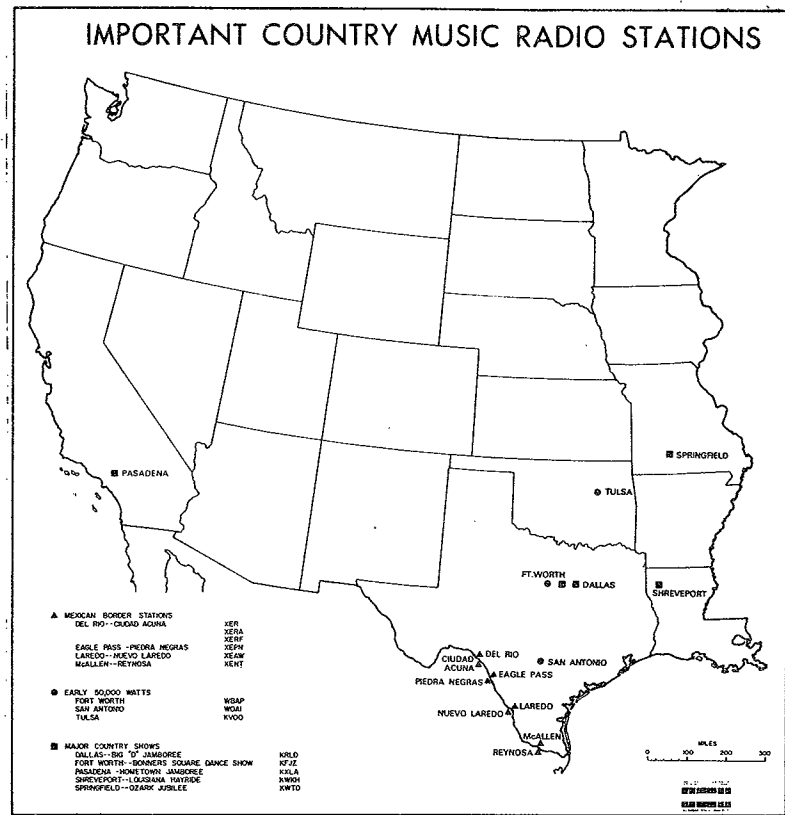 IMPORTANT COUNTRY MUSIC RADIO STATIONS
SPRINGFIELD
PASADENA
TULSA
FT. WORTH
DALLAS
SHREVEPORT
DEL RIO
CIUDAD
ACUNA
SAN ANTONIO
EAGLE PASS
PIEDRA NEGRAS
LAREDO
NUEVO LAREDO
McALLEN
REYNOSA
MEXICAN BORDER STATIONS
DEL RIO--CIUDAD ACUNA XER
XERA
XERF
EAGLE PASS -PIEDRA NEGRAS XEPN
LAREDO--NUEVO LAREDO XEAW
McALLEN--REYNOSA XENT
EARLY 50,000 WATTS
FORT WORTH WBAP
SAN ANTONIO WOAI
TULSA KVOO
MAJOR COUNTRY SHOWS
DALLAS--BIG "D" JAMBOREE KRLD
FORT WORTH--BONNERS SQUARE DANCE SHOW KFJZ
PASADENA -HOMETOWN JAMBOREE KXLA
SHREVEPORT--LOUSIANA HAYRIDE KWKH
SPRINGFIELD--OZARK JUBILEE KWTO
MILES
0 100 200 300